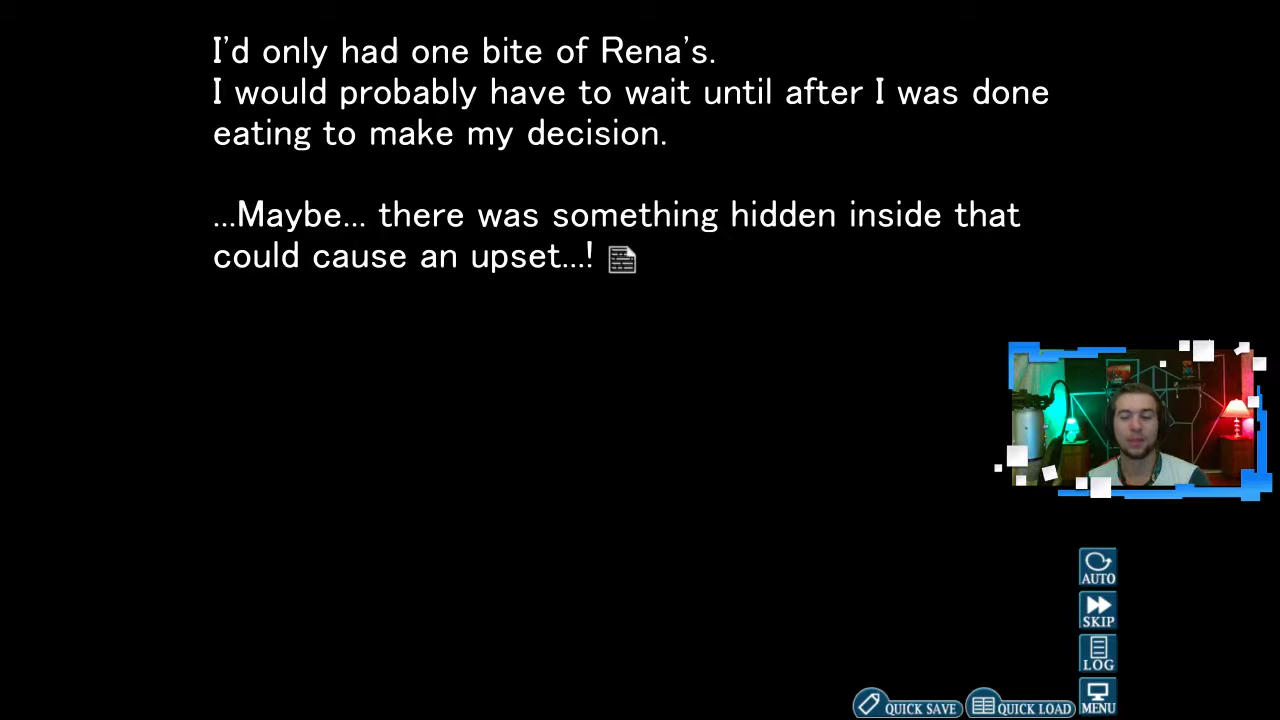 I'd only had one bite of Rena's.
I would probably have to wait until after I was done
eating to make my decision.
...Maybe... there was something hidden inside that
could cause an upset...!
AUTO
SKIP
LOG
MENU
QUICK SAVE
QUICK LOAD